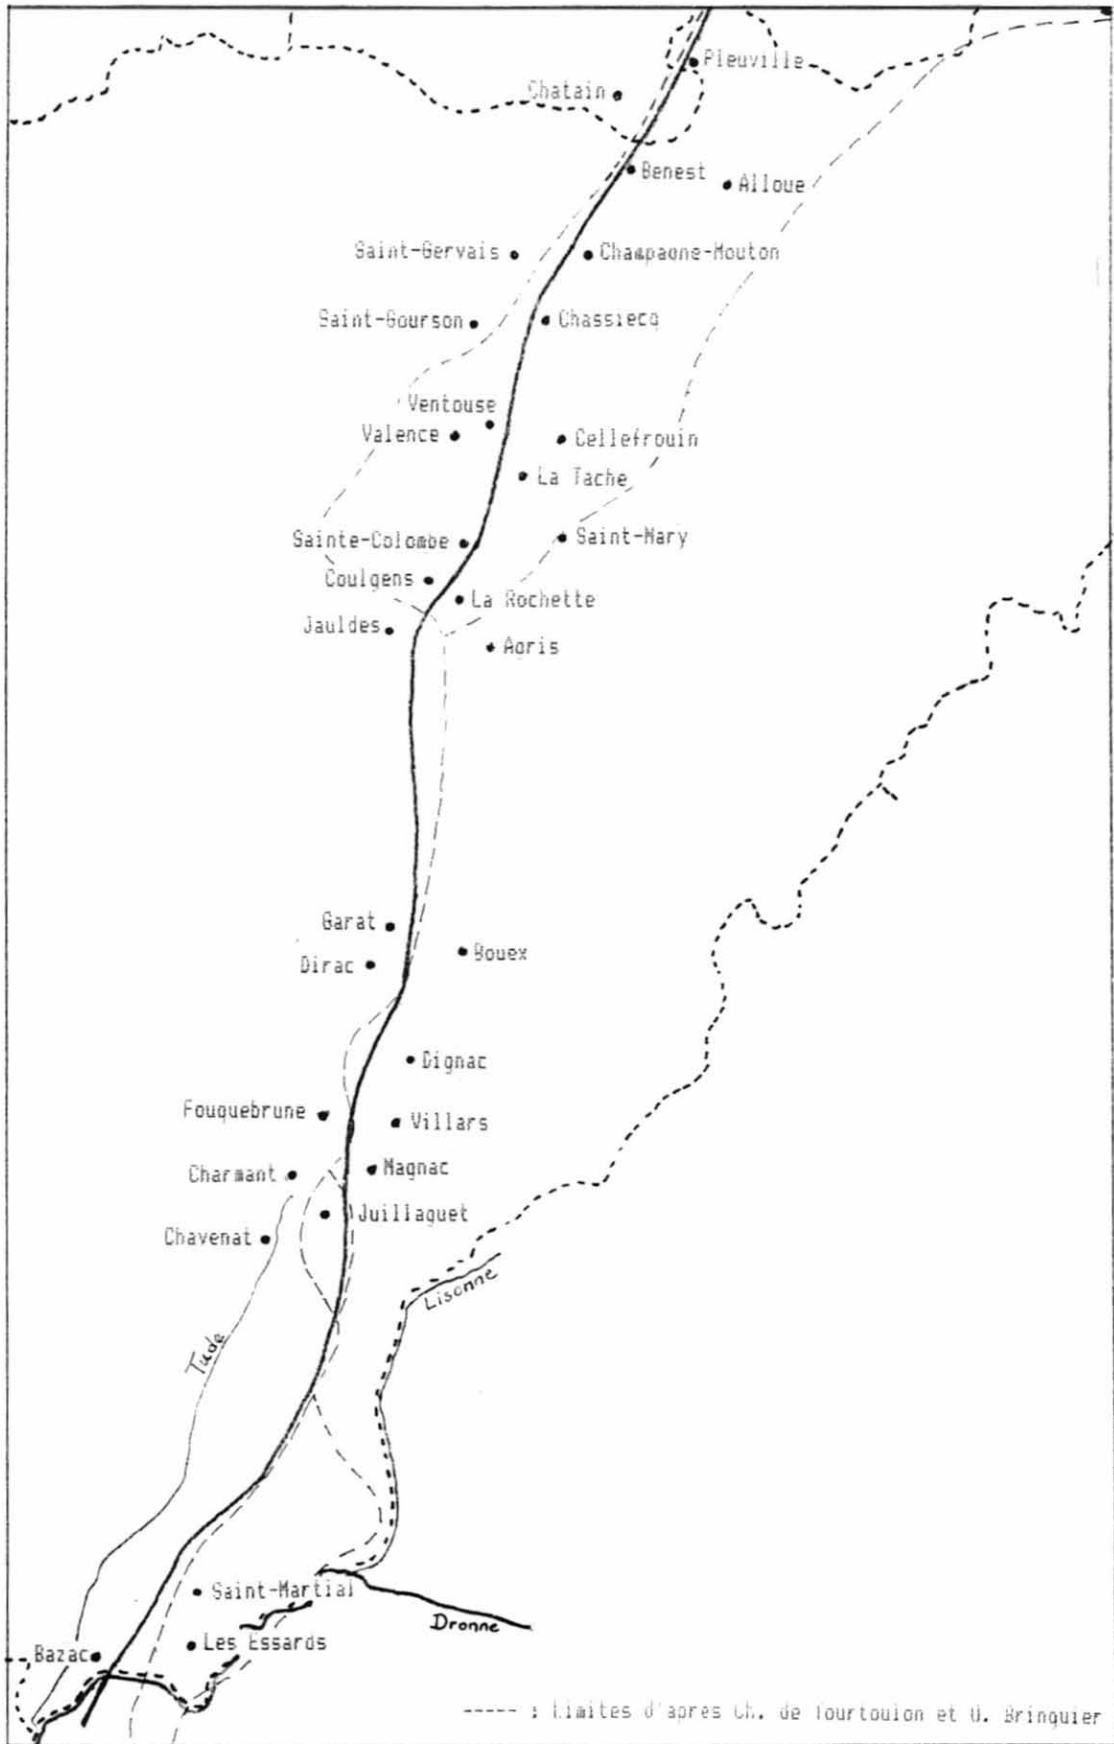 Pleuville
Chatain
Benest
Alloue
Saint-Gervais
Champagne-Mouton
Saint-Gourson
Chassiecq
Ventouse
Valence
Cellefrouin
La Tache
Sainte-Colombe
Saint-Mary
Coulgens
La Rochette
Jauldes
Agris
Garat
Bouex
Dirac
Dignac
Fouquebrune
Villars
Magnac
Charmant
Juillaguet
Chavenat
Lisonne
Tude
Saint-Martial
Dronne
Les Essards
Bazac
----- : Limites d'apres Ch. de Tourtoulon et O. Bringuier